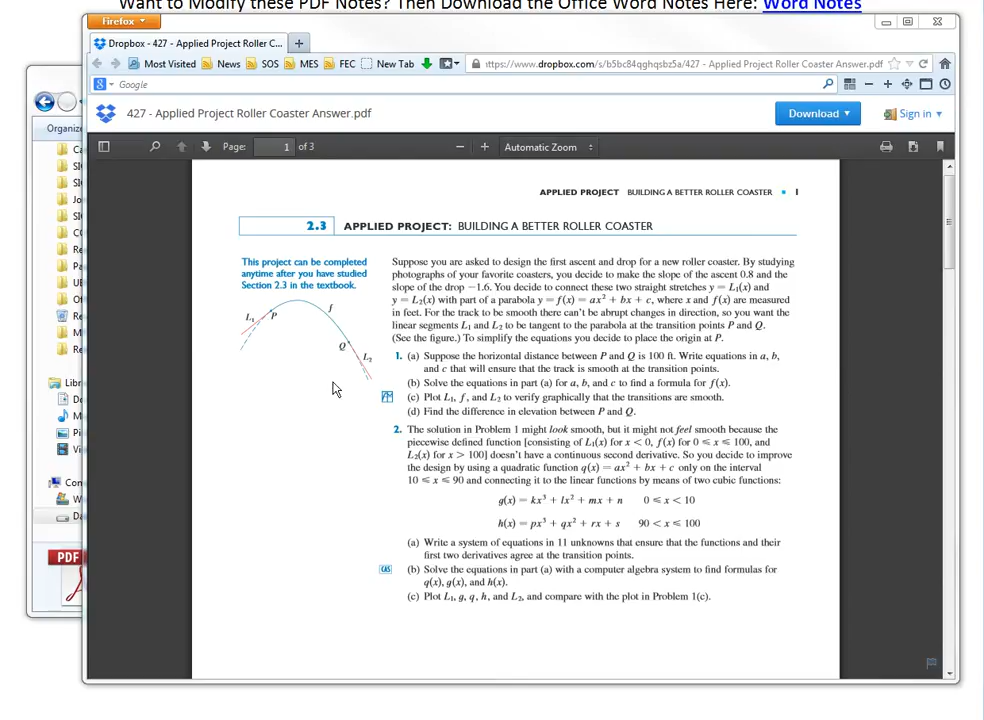 Want to Modify these PDF Notes? Then Download the Office Word Notes Here: Word Notes
Firefox
Dropbox - 427 - Applied Project Roller C...
Most Visited News SOS MES FEC New Tab
ttps://www.dropbox.com/s/b5bc84qghqsbz5a/427 - Applied Project Roller Coaster Answer.pdf
Google
427 - Applied Project Roller Coaster Answer.pdf
Download
Sign in
Page: 1 of 3
Automatic Zoom
Organize
PDF
APPLIED PROJECT BUILDING A BETTER ROLLER COASTER ■ 1
2.3 APPLIED PROJECT: BUILDING A BETTER ROLLER COASTER
This project can be completed
anytime after you have studied
Section 2.3 in the textbook.
L₁ P f
Q L₂
Suppose you are asked to design the first ascent and drop for a new roller coaster. By studying
photographs of your favorite coasters, you decide to make the slope of the ascent 0.8 and the
slope of the drop −1.6. You decide to connect these two straight stretches y = L₁(x) and
y = L₂(x) with part of a parabola y = f(x) = ax² + bx + c, where x and f(x) are measured
in feet. For the track to be smooth there can't be abrupt changes in direction, so you want the
linear segments L₁ and L₂ to be tangent to the parabola at the transition points P and Q.
(See the figure.) To simplify the equations you decide to place the origin at P.
1. (a) Suppose the horizontal distance between P and Q is 100 ft. Write equations in a, b,
and c that will ensure that the track is smooth at the transition points.
(b) Solve the equations in part (a) for a, b, and c to find a formula for f(x).
(c) Plot L₁, f, and L₂ to verify graphically that the transitions are smooth.
(d) Find the difference in elevation between P and Q.
2. The solution in Problem 1 might look smooth, but it might not feel smooth because the
piecewise defined function [consisting of L₁(x) for x < 0, f(x) for 0 ≤ x ≤ 100, and
L₂(x) for x > 100] doesn't have a continuous second derivative. So you decide to improve
the design by using a quadratic function q(x) = ax² + bx + c only on the interval
10 ≤ x ≤ 90 and connecting it to the linear functions by means of two cubic functions:
g(x) = kx³ + lx² + mx + n 0 ≤ x < 10
h(x) = px³ + qx² + rx + s 90 < x ≤ 100
(a) Write a system of equations in 11 unknowns that ensure that the functions and their
first two derivatives agree at the transition points.
CAS (b) Solve the equations in part (a) with a computer algebra system to find formulas for
q(x), g(x), and h(x).
(c) Plot L₁, g, q, h, and L₂, and compare with the plot in Problem 1(c).